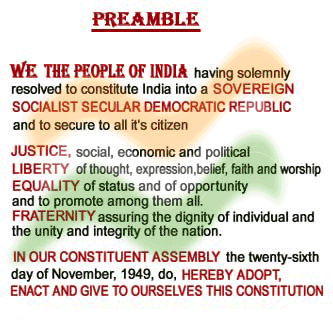 PREAMBLE
WE THE PEOPLE OF INDIA having solemnly
resolved to constitute India into a SOVEREIGN
SOCIALIST SECULAR DEMOCRATIC REPUBLIC
and to secure to all it's citizen
JUSTICE, social, economic and political
LIBERTY of thought, expression,belief, faith and worship
EQUALITY of status and of opportunity
and to promote among them all.
FRATERNITY assuring the dignity of individual and
the unity and integrity of the nation.
IN OUR CONSTITUENT ASSEMBLY the twenty-sixth
day of November, 1949, do, HEREBY ADOPT,
ENACT AND GIVE TO OURSELVES THIS CONSTITUTION